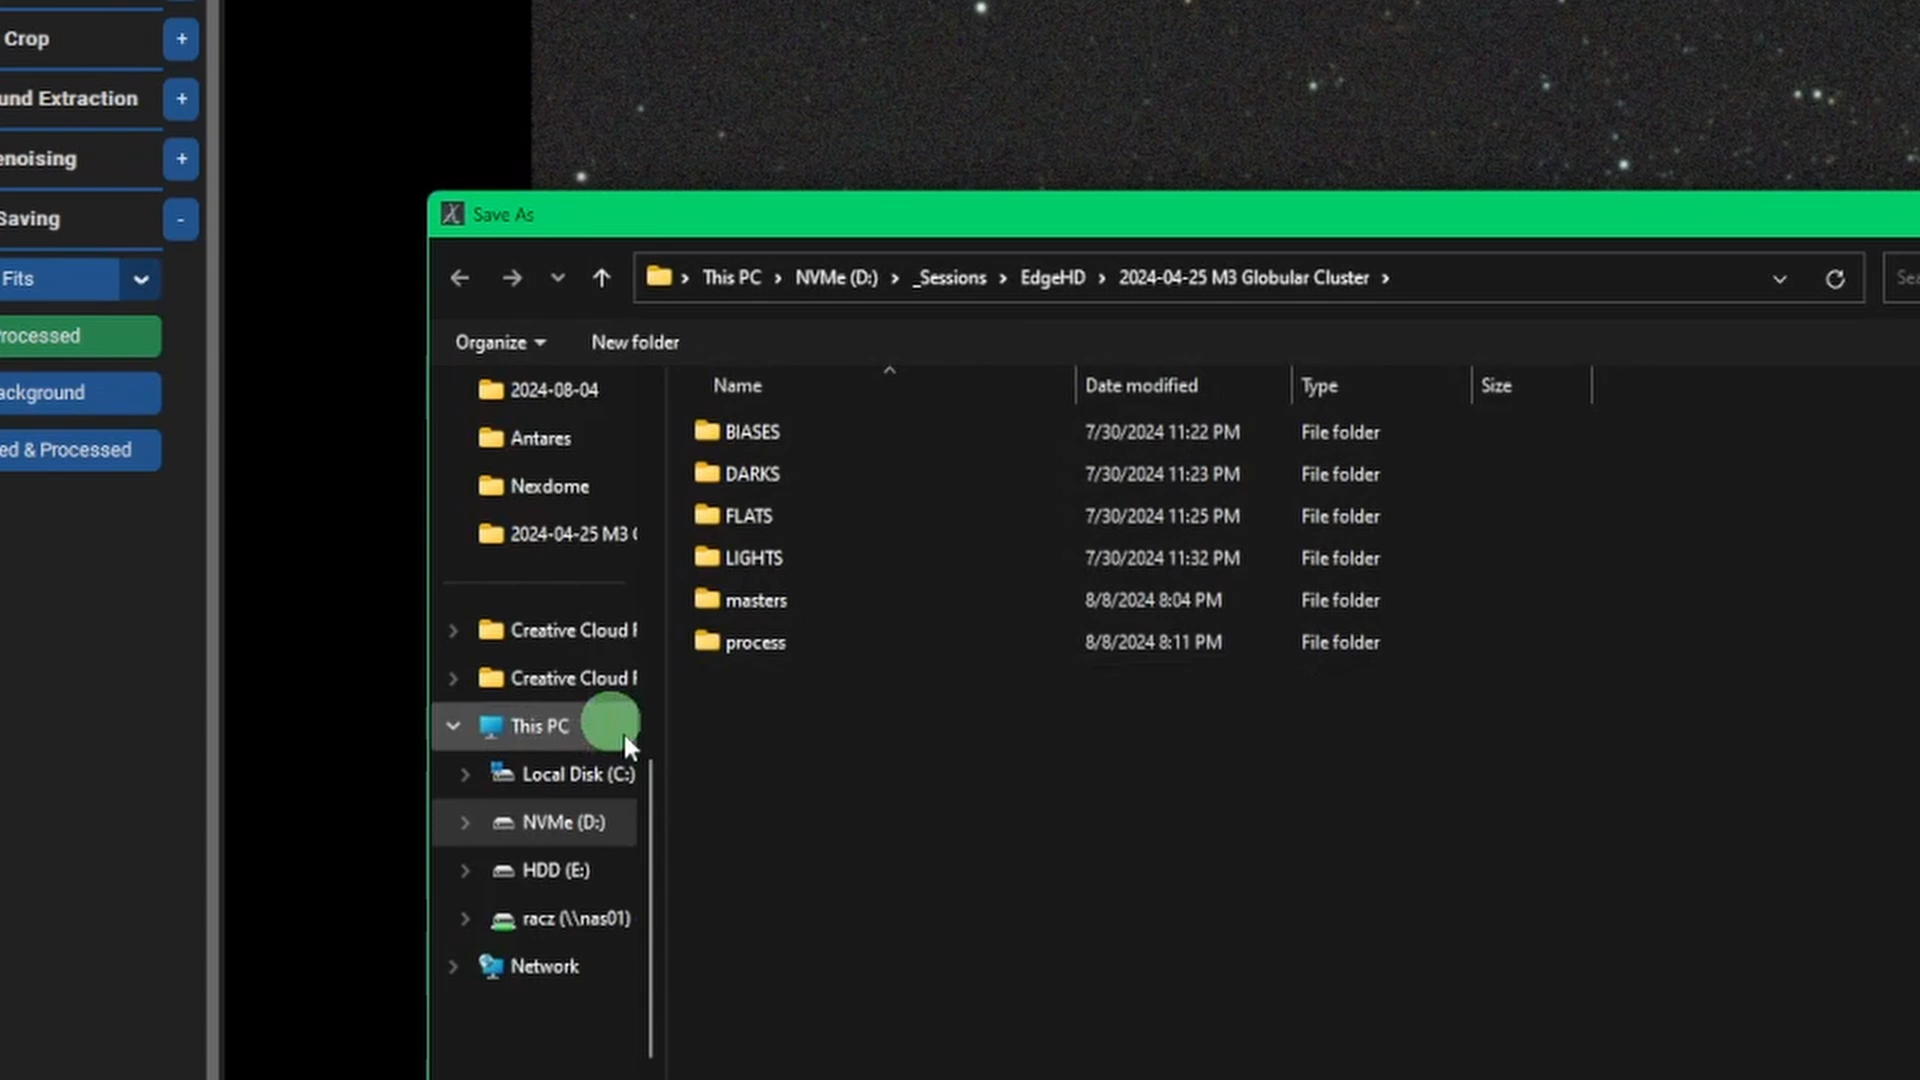 Crop +
und Extraction +
enoising +
Saving -
Fits
rocessed
ackground
ed & Processed
Save As
This PC > NVMe (D:) > _Sessions > EdgeHD > 2024-04-25 M3 Globular Cluster >
Sea
Organize New folder
2024-08-04
Antares
Nexdome
2024-04-25 M3
Creative Cloud F
Creative Cloud F
This PC
Local Disk (C:)
NVMe (D:)
HDD (E:)
racz (\\nas01)
Network
Name Date modified Type Size
BIASES 7/30/2024 11:22 PM File folder
DARKS 7/30/2024 11:23 PM File folder
FLATS 7/30/2024 11:25 PM File folder
LIGHTS 7/30/2024 11:32 PM File folder
masters 8/8/2024 8:04 PM File folder
process 8/8/2024 8:11 PM File folder